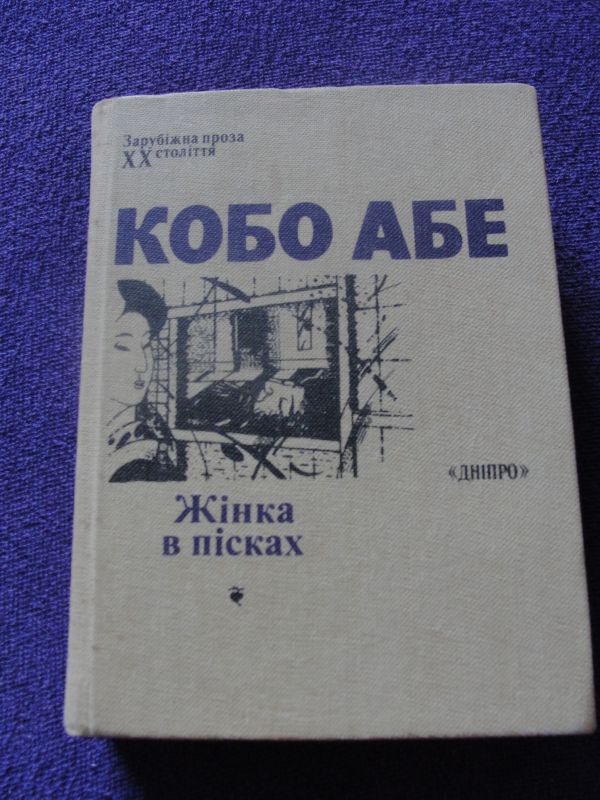 Зарубіжна проза
XX століття
КОБО АБЕ
«ДНІПРО»
Жінка
в пісках